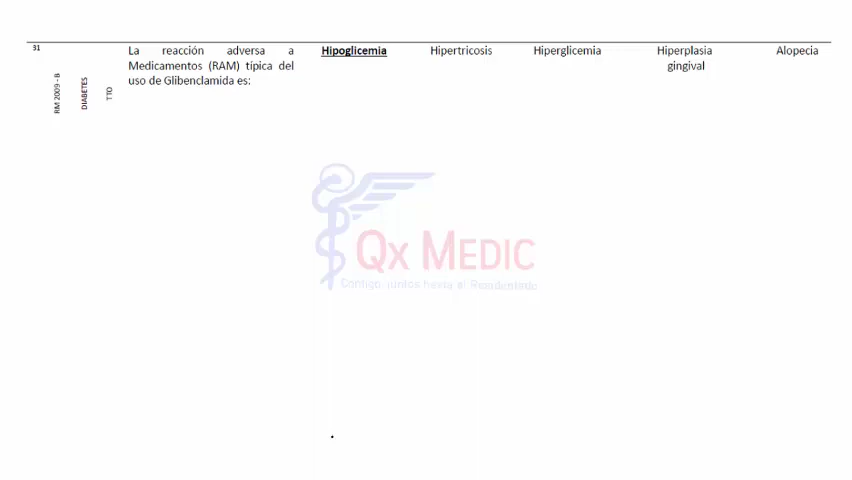 31
RM 2009 - B
DIABETES
TTO
La reacción adversa a
Medicamentos (RAM) típica del
uso de Glibenclamida es:
Hipoglicemia
Hipertricosis
Hiperglicemia
Hiperplasia
gingival
Alopecia
Qx MEDIC
Contigo, juntos hasta el Residentado